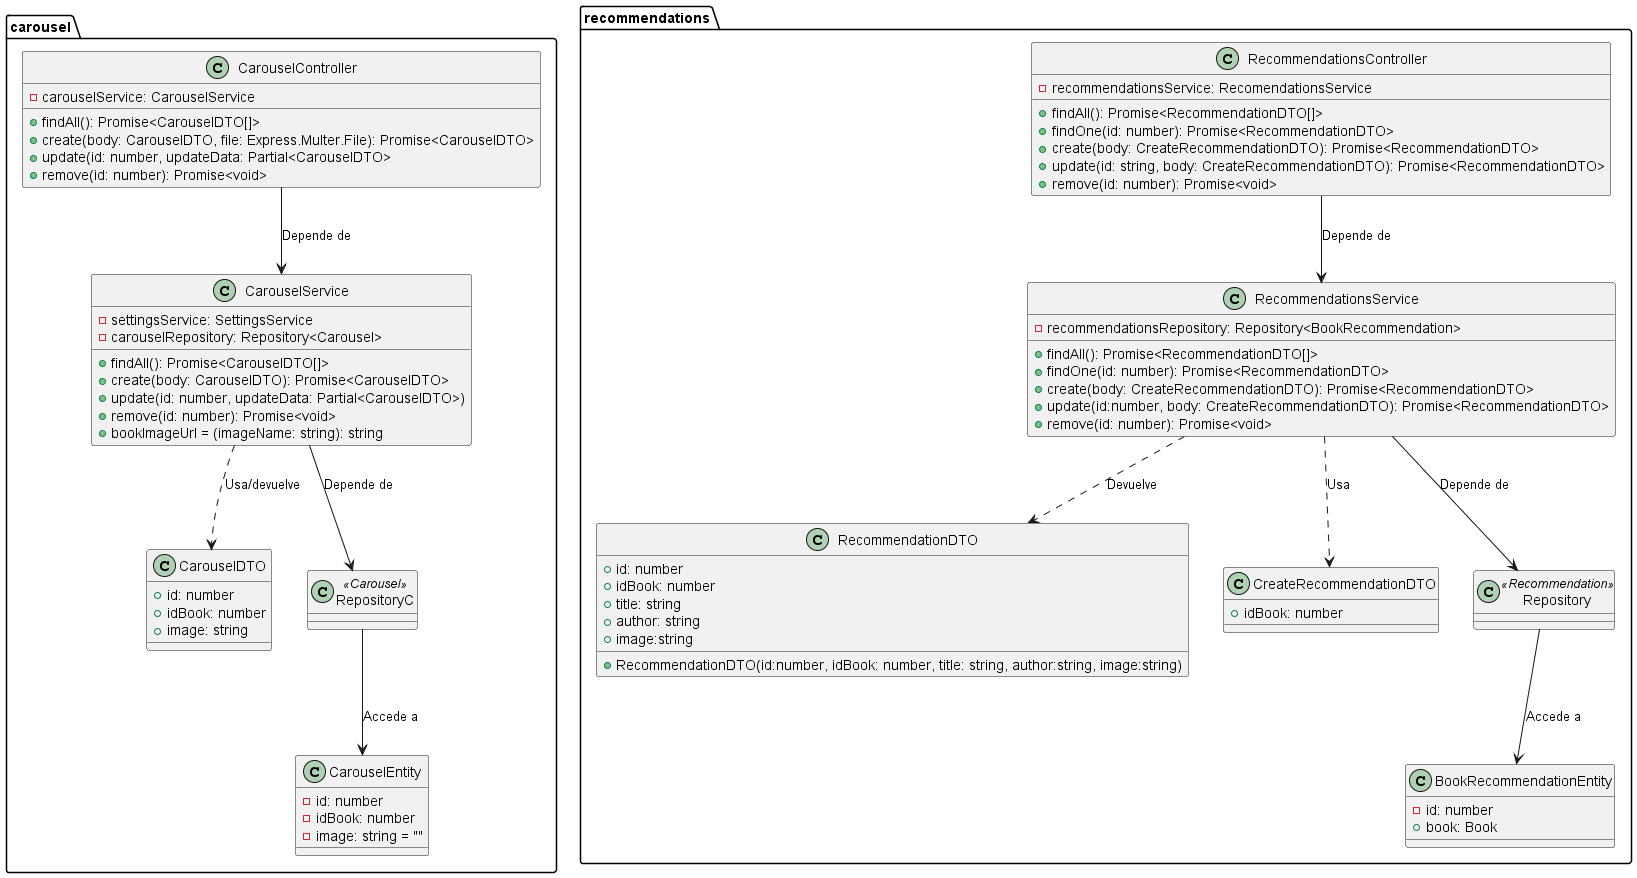 carousel
CarouselController
carouselService: CarouselService
findAll(): Promise<CarouselDTO[]>
create(body: CarouselDTO, file: Express.Multer.File): Promise<CarouselDTO>
update(id: number, updateData: Partial<CarouselDTO>
remove(id: number): Promise<void>
Depende de
CarouselService
settingsService: SettingsService
carouselRepository: Repository<Carousel>
findAll(): Promise<CarouselDTO[]>
create(body: CarouselDTO): Promise<CarouselDTO>
update(id: number, updateData: Partial<CarouselDTO>)
remove(id: number): Promise<void>
bookImageUrl = (imageName: string): string
Usa/devuelve
Depende de
CarouselDTO
id: number
idBook: number
image: string
«Carousel»
RepositoryC
Accede a
CarouselEntity
id: number
idBook: number
image: string = ""
recommendations
RecommendationsController
recommendationsService: RecomendationsService
findAll(): Promise<RecommendationDTO[]>
findOne(id: number): Promise<RecommendationDTO>
create(body: CreateRecommendationDTO): Promise<RecommendationDTO>
update(id: string, body: CreateRecommendationDTO): Promise<RecommendationDTO>
remove(id: number): Promise<void>
Depende de
RecommendationsService
recommendationsRepository: Repository<BookRecommendation>
findAll(): Promise<RecommendationDTO[]>
findOne(id: number): Promise<RecommendationDTO>
create(body: CreateRecommendationDTO): Promise<RecommendationDTO>
update(id:number, body: CreateRecommendationDTO): Promise<RecommendationDTO>
remove(id: number): Promise<void>
Devuelve
Usa
Depende de
RecommendationDTO
id: number
idBook: number
title: string
author: string
image:string
RecommendationDTO(id:number, idBook: number, title: string, author:string, image:string)
CreateRecommendationDTO
idBook: number
«Recommendation»
Repository
Accede a
BookRecommendationEntity
id: number
book: Book